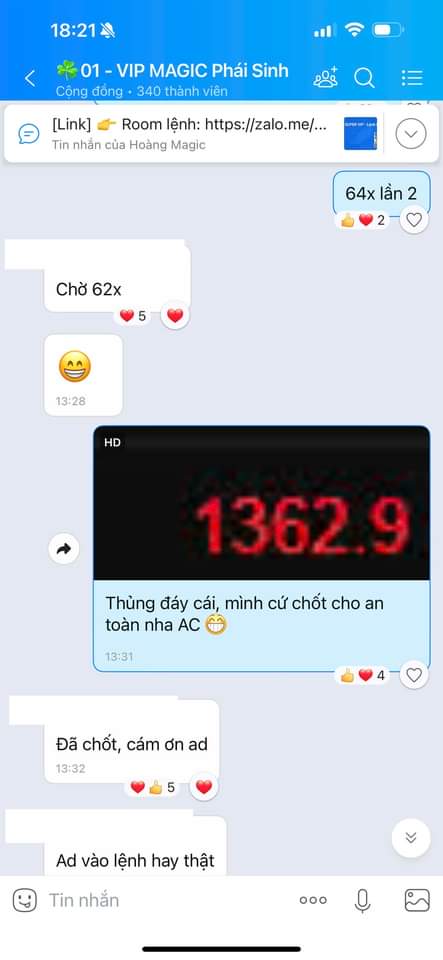 18:21
🍀01 - VIP MAGIC Phái Sinh
Cộng đồng • 340 thành viên
[Link] 👉 Room lệnh: https://zalo.me/...
Tin nhắn của Hoàng Magic
64x lần 2
👍❤️ 2
Chờ 62x
❤️ 5
😁
13:28
HD
1362.9
Thủng đáy cái, mình cứ chốt cho an
toàn nha AC 😁
13:31
👍❤️ 4
Đã chốt, cám ơn ad
13:32
❤️👍 5
Ad vào lệnh hay thật
Tin nhắn